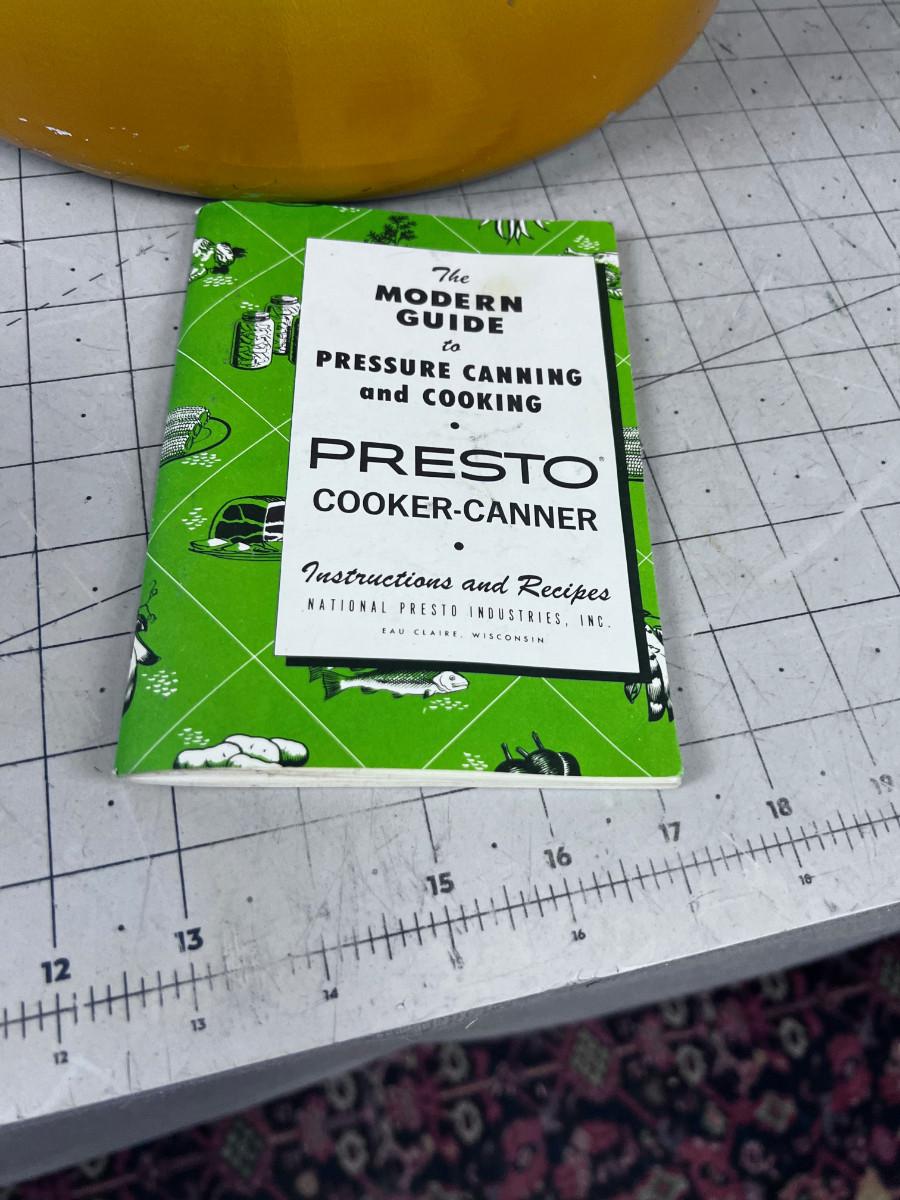 The
MODERN
GUIDE
to
PRESSURE CANNING
and COOKING
•
PRESTO®
COOKER-CANNER
•
Instructions and Recipes
NATIONAL PRESTO INDUSTRIES, INC.
EAU CLAIRE, WISCONSIN
12 13 15 16 17 18 19
12 13 14 15 16 18